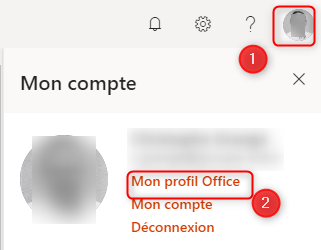 ?
1
Mon compte
Mon profil Office
2
Mon compte
Déconnexion